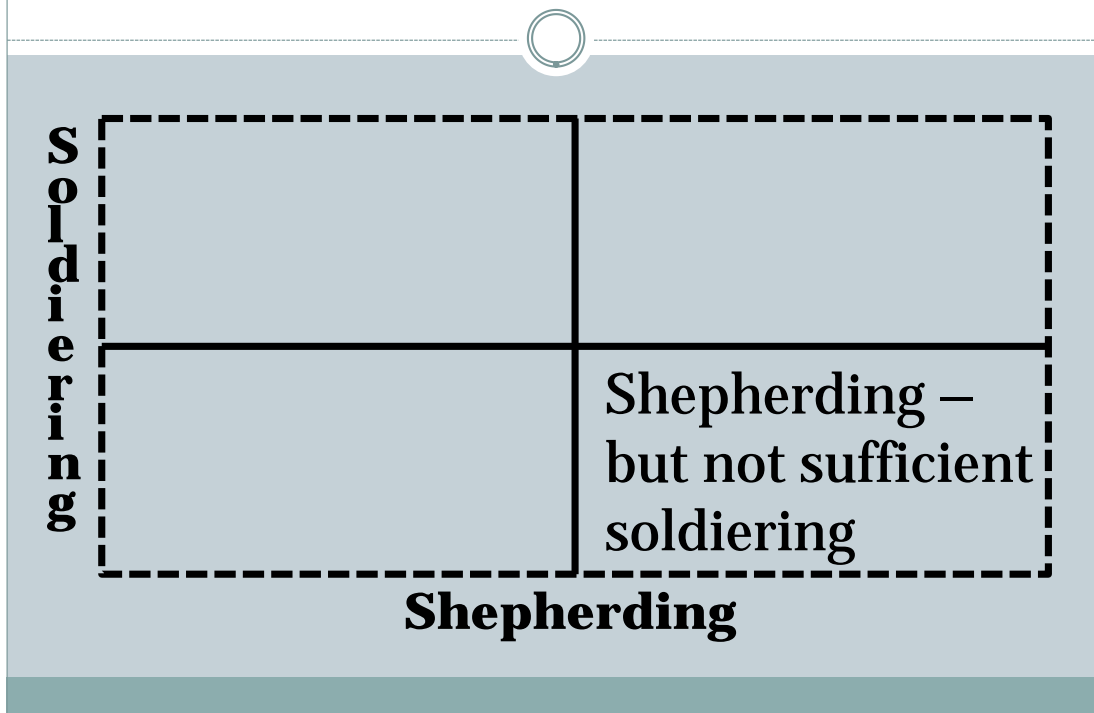 Soldiering
Shepherding –
but not sufficient
soldiering
Shepherding